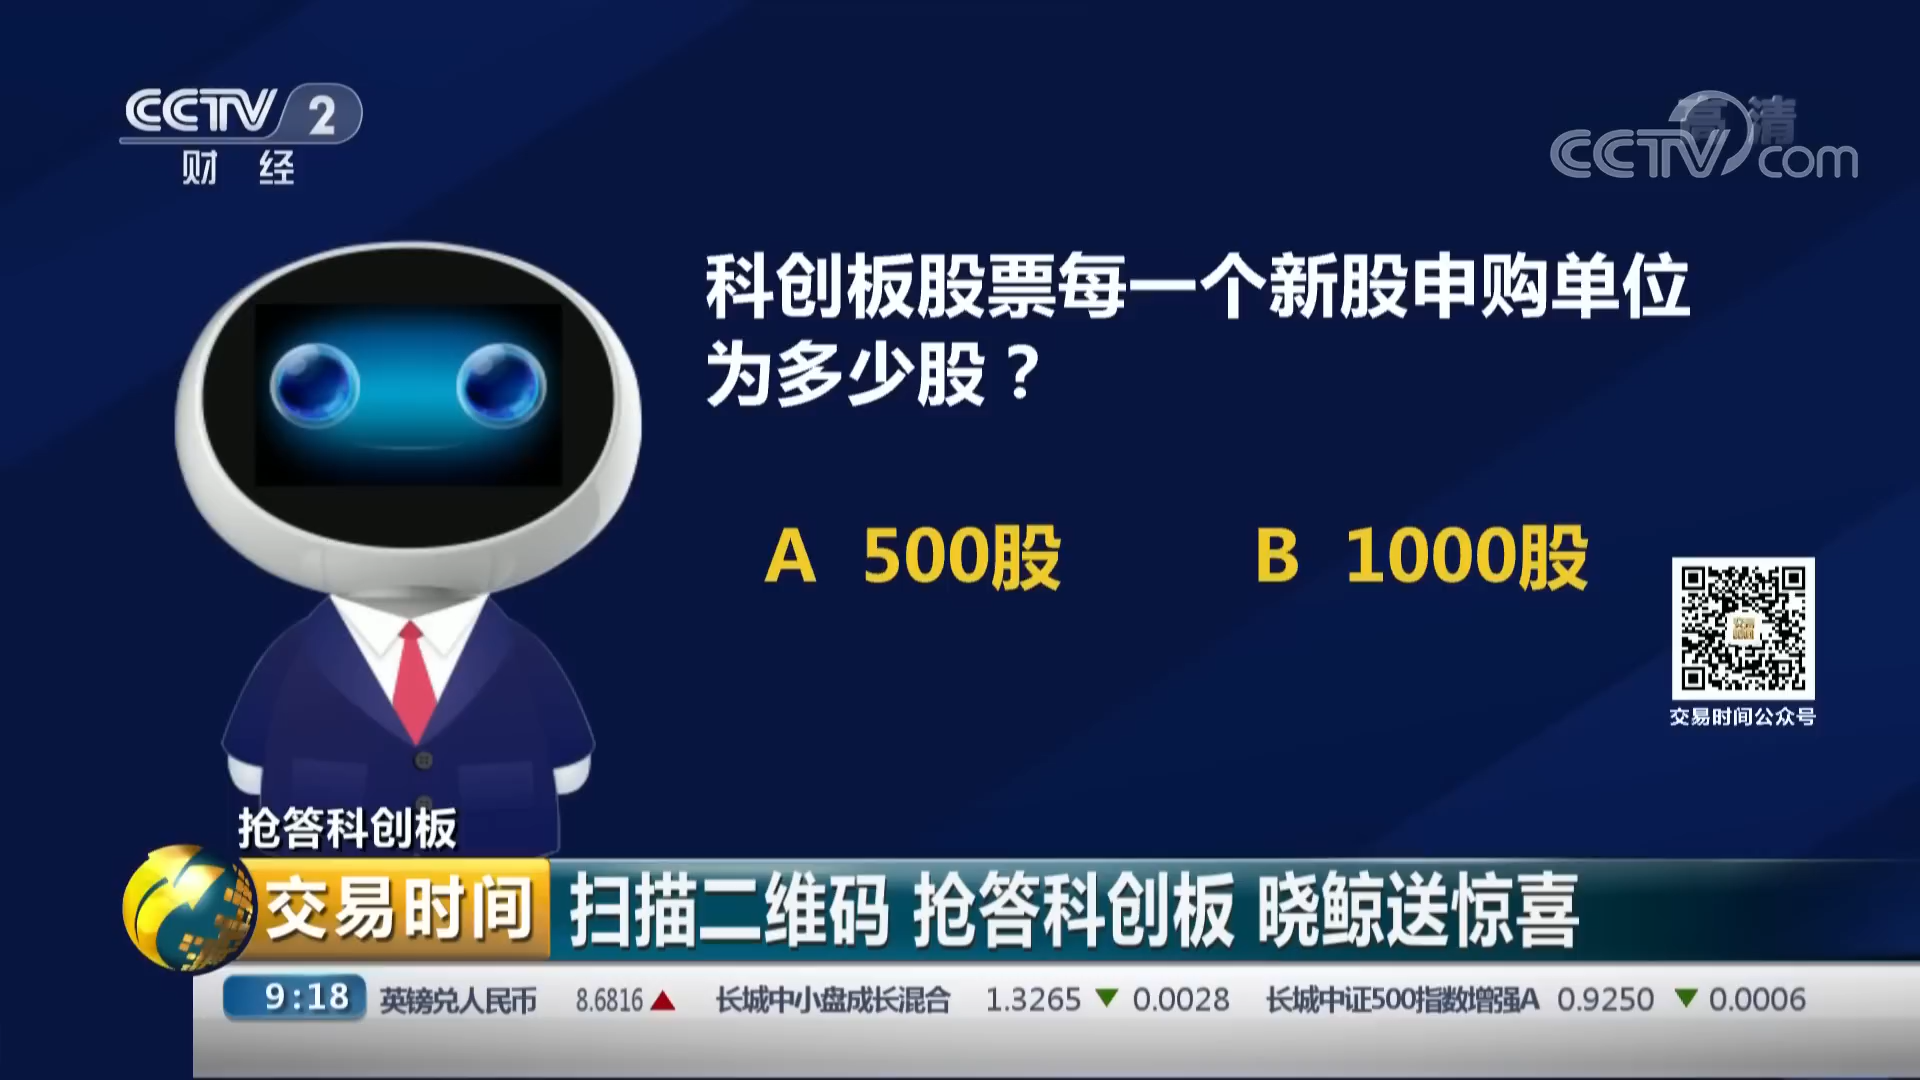 CCTV 2
财 经
高清
CCTV.com
科创板股票每一个新股申购单位
为多少股？
A 500股
B 1000股
交易时间公众号
抢答科创板
交易时间
扫描二维码 抢答科创板 晓鲸送惊喜
9:18 英镑兑人民币 8.6816 ▲ 长城中小盘成长混合 1.3265 ▼ 0.0028 长城中证500指数增强A 0.9250 ▼ 0.0006